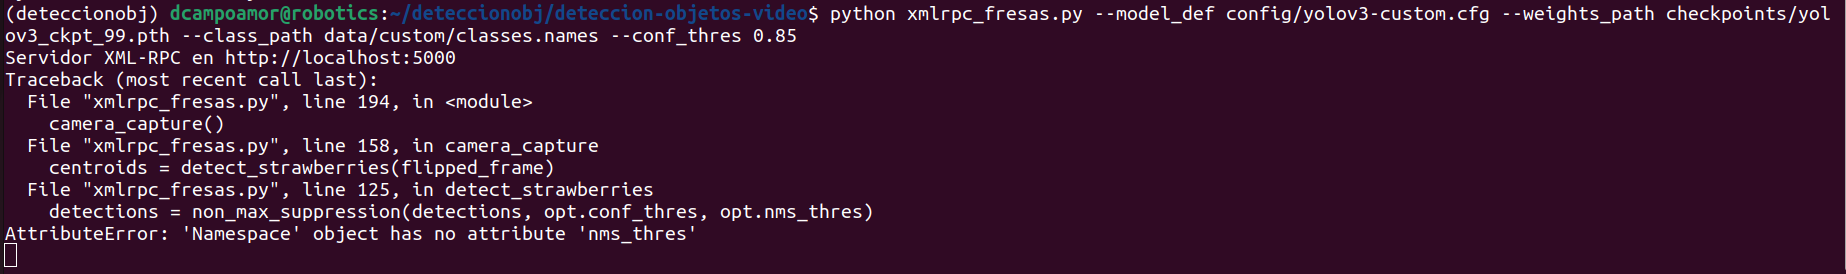 (deteccionobj) dcampoamor@robotics:~/deteccionobj/deteccion-objetos-video$ python xmlrpc_fresas.py --model_def config/yolov3-custom.cfg --weights_path checkpoints/yol
ov3_ckpt_99.pth --class_path data/custom/classes.names --conf_thres 0.85
Servidor XML-RPC en http://localhost:5000
Traceback (most recent call last):
  File "xmlrpc_fresas.py", line 194, in <module>
    camera_capture()
  File "xmlrpc_fresas.py", line 158, in camera_capture
    centroids = detect_strawberries(flipped_frame)
  File "xmlrpc_fresas.py", line 125, in detect_strawberries
    detections = non_max_suppression(detections, opt.conf_thres, opt.nms_thres)
AttributeError: 'Namespace' object has no attribute 'nms_thres'